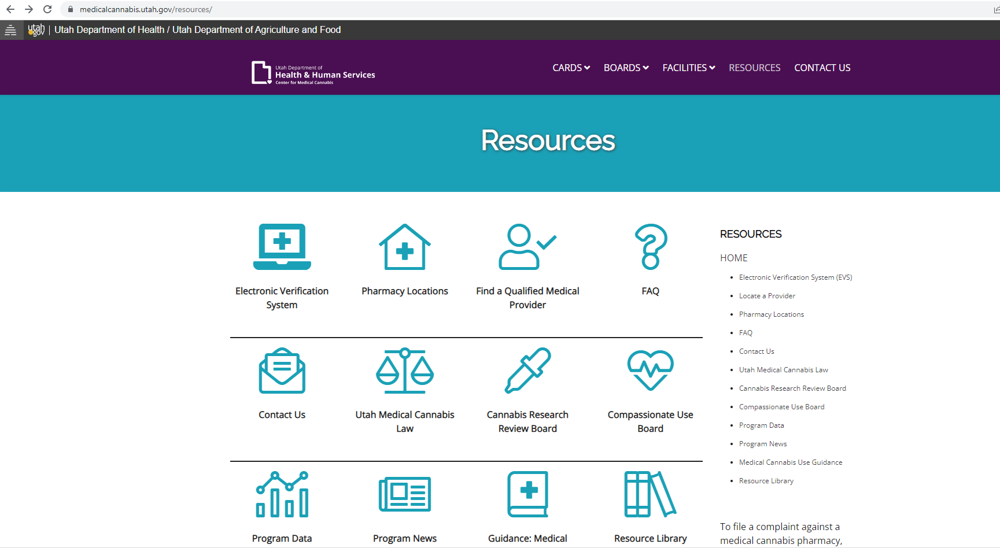 medicalcannabis.utah.gov/resources/
utah
gov
Utah Department of Health / Utah Department of Agriculture and Food
Utah Department of
Health & Human Services
Center for Medical Cannabis
CARDS BOARDS FACILITIES RESOURCES CONTACT US
Resources
Electronic Verification
System
Pharmacy Locations
Find a Qualified Medical
Provider
FAQ
Contact Us
Utah Medical Cannabis
Law
Cannabis Research
Review Board
Compassionate Use
Board
Program Data
Program News
Guidance: Medical
Resource Library
RESOURCES
HOME
Electronic Verification System (EVS)
Locate a Provider
Pharmacy Locations
FAQ
Contact Us
Utah Medical Cannabis Law
Cannabis Research Review Board
Compassionate Use Board
Program Data
Program News
Medical Cannabis Use Guidance
Resource Library
To file a complaint against a
medical cannabis pharmacy,